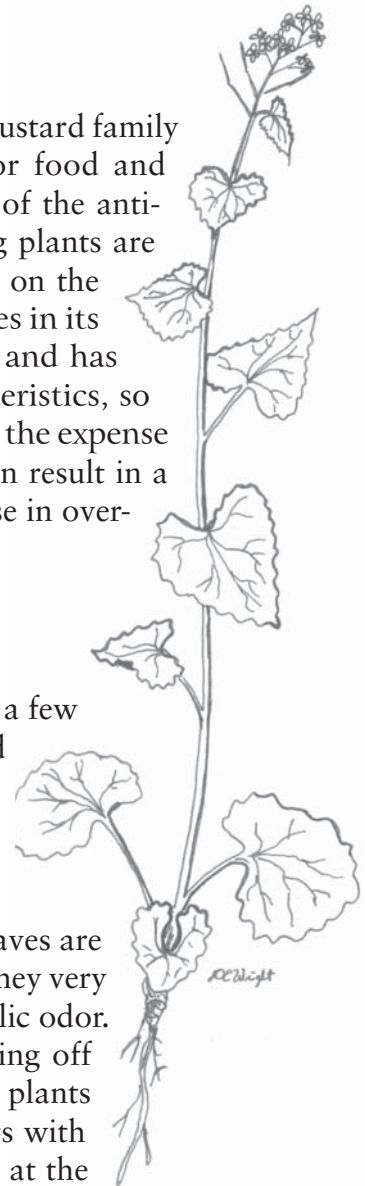 ustard family
or food and
of the anti-
g plants are
on the
es in its
and has
eristics, so
the expense
n result in a
se in over-
a few
d
aves are
hey very
lic odor.
ing off
plants
s with
at the
DE Wright